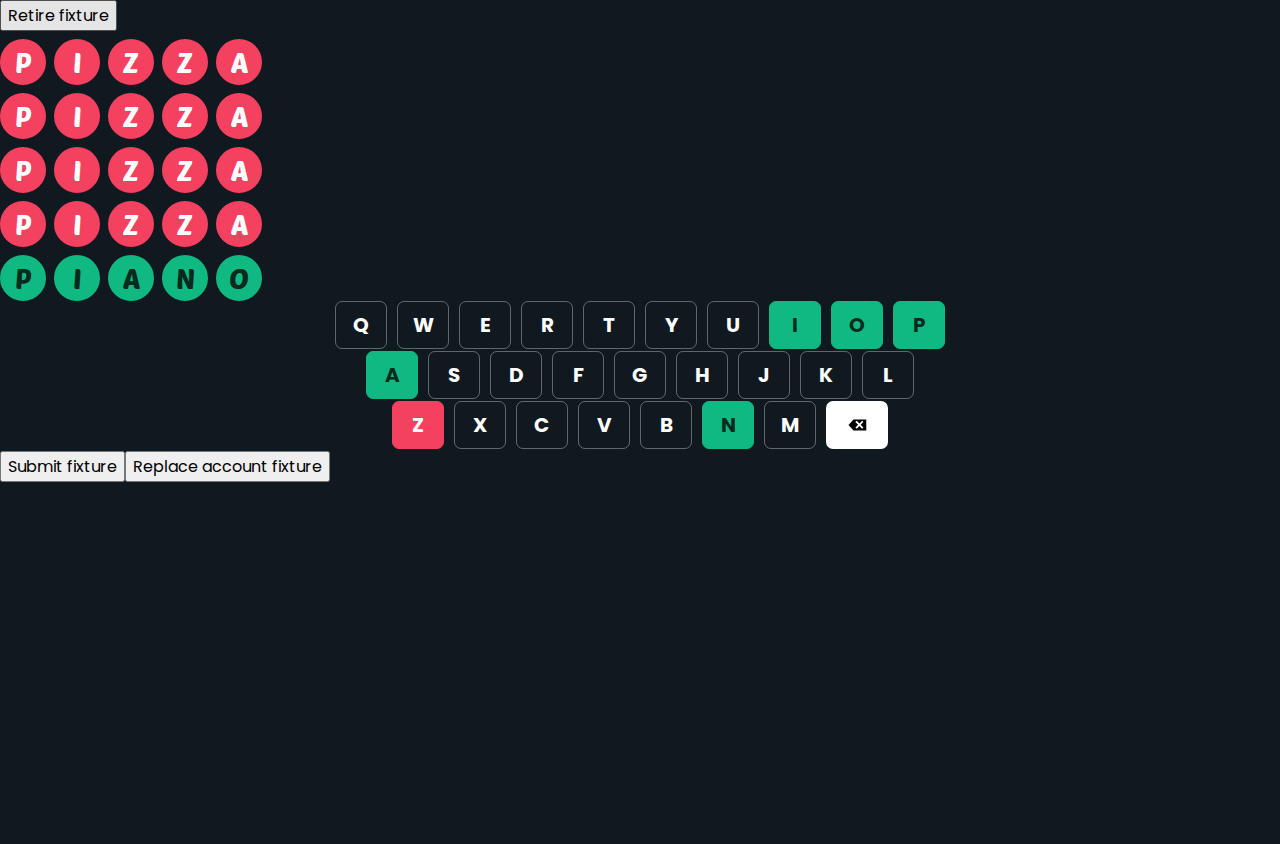 Retire fixture
P I Z Z A
P I Z Z A
P I Z Z A
P I Z Z A
P I A N O
Q W E R T Y U I O P
A S D F G H J K L
Z X C V B N M
Submit fixture Replace account fixture